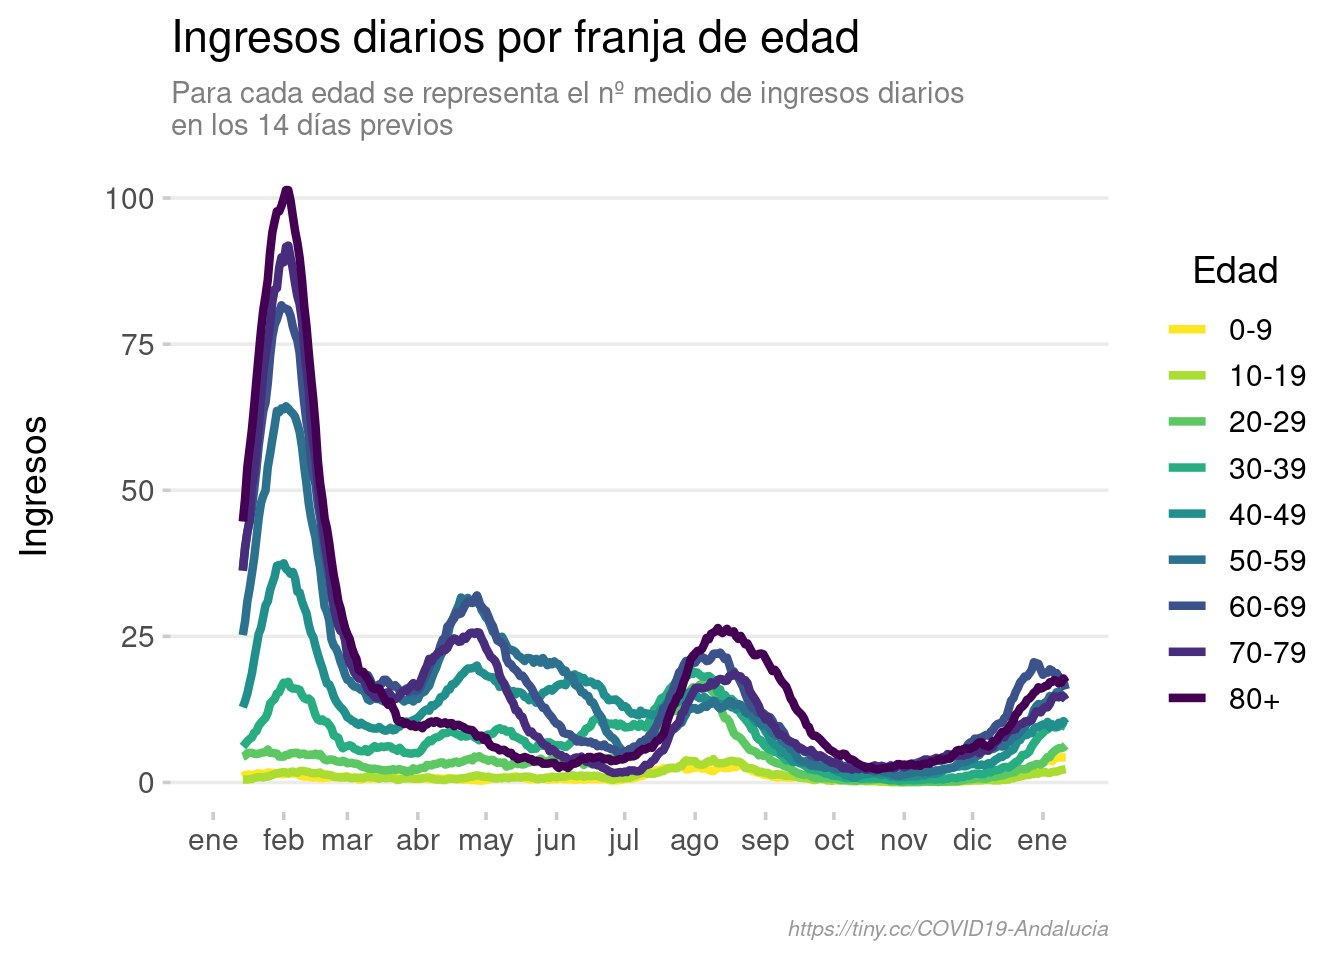 Ingresos diarios por franja de edad
Para cada edad se representa el nº medio de ingresos diarios
en los 14 días previos
Ingresos
100
75
50
25
0
ene feb mar abr may jun jul ago sep oct nov dic ene
Edad
0-9
10-19
20-29
30-39
40-49
50-59
60-69
70-79
80+
https://tiny.cc/COVID19-Andalucia